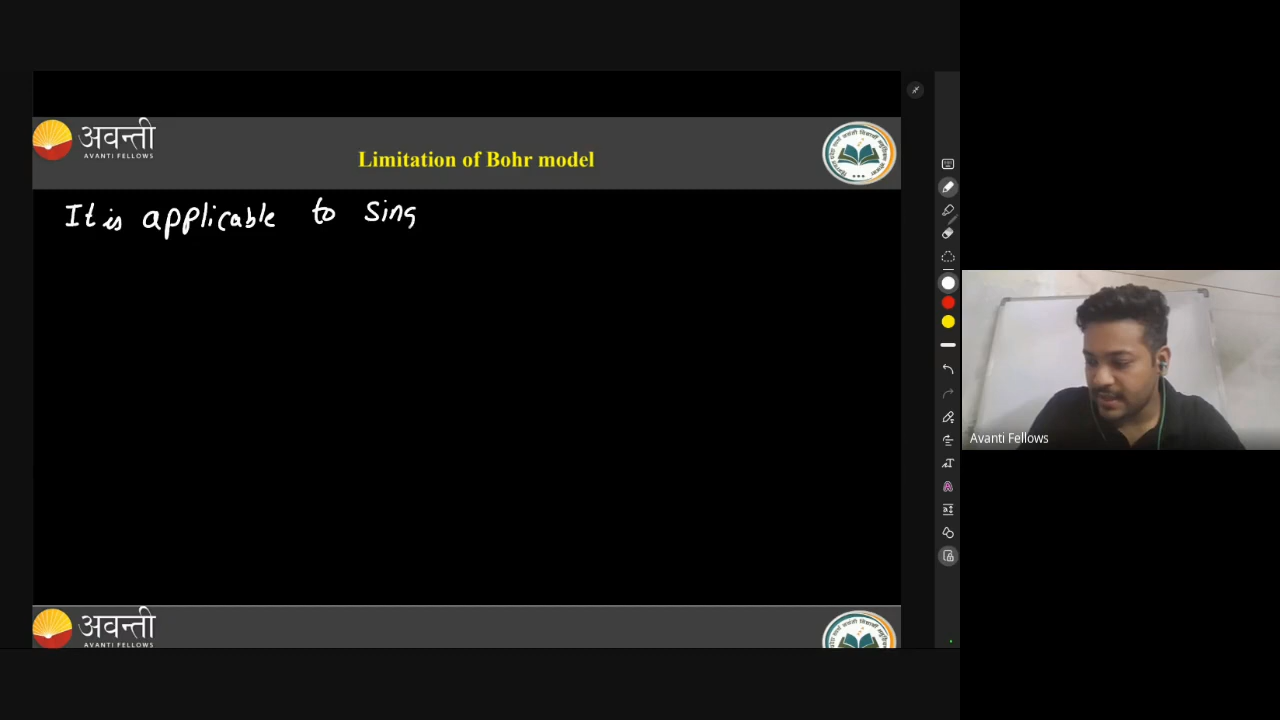 अवन्ती
AVANTI FELLOWS
Limitation of Bohr model
It is applicable to Sing
Avanti Fellows
अवन्ती
AVANTI FELLOWS